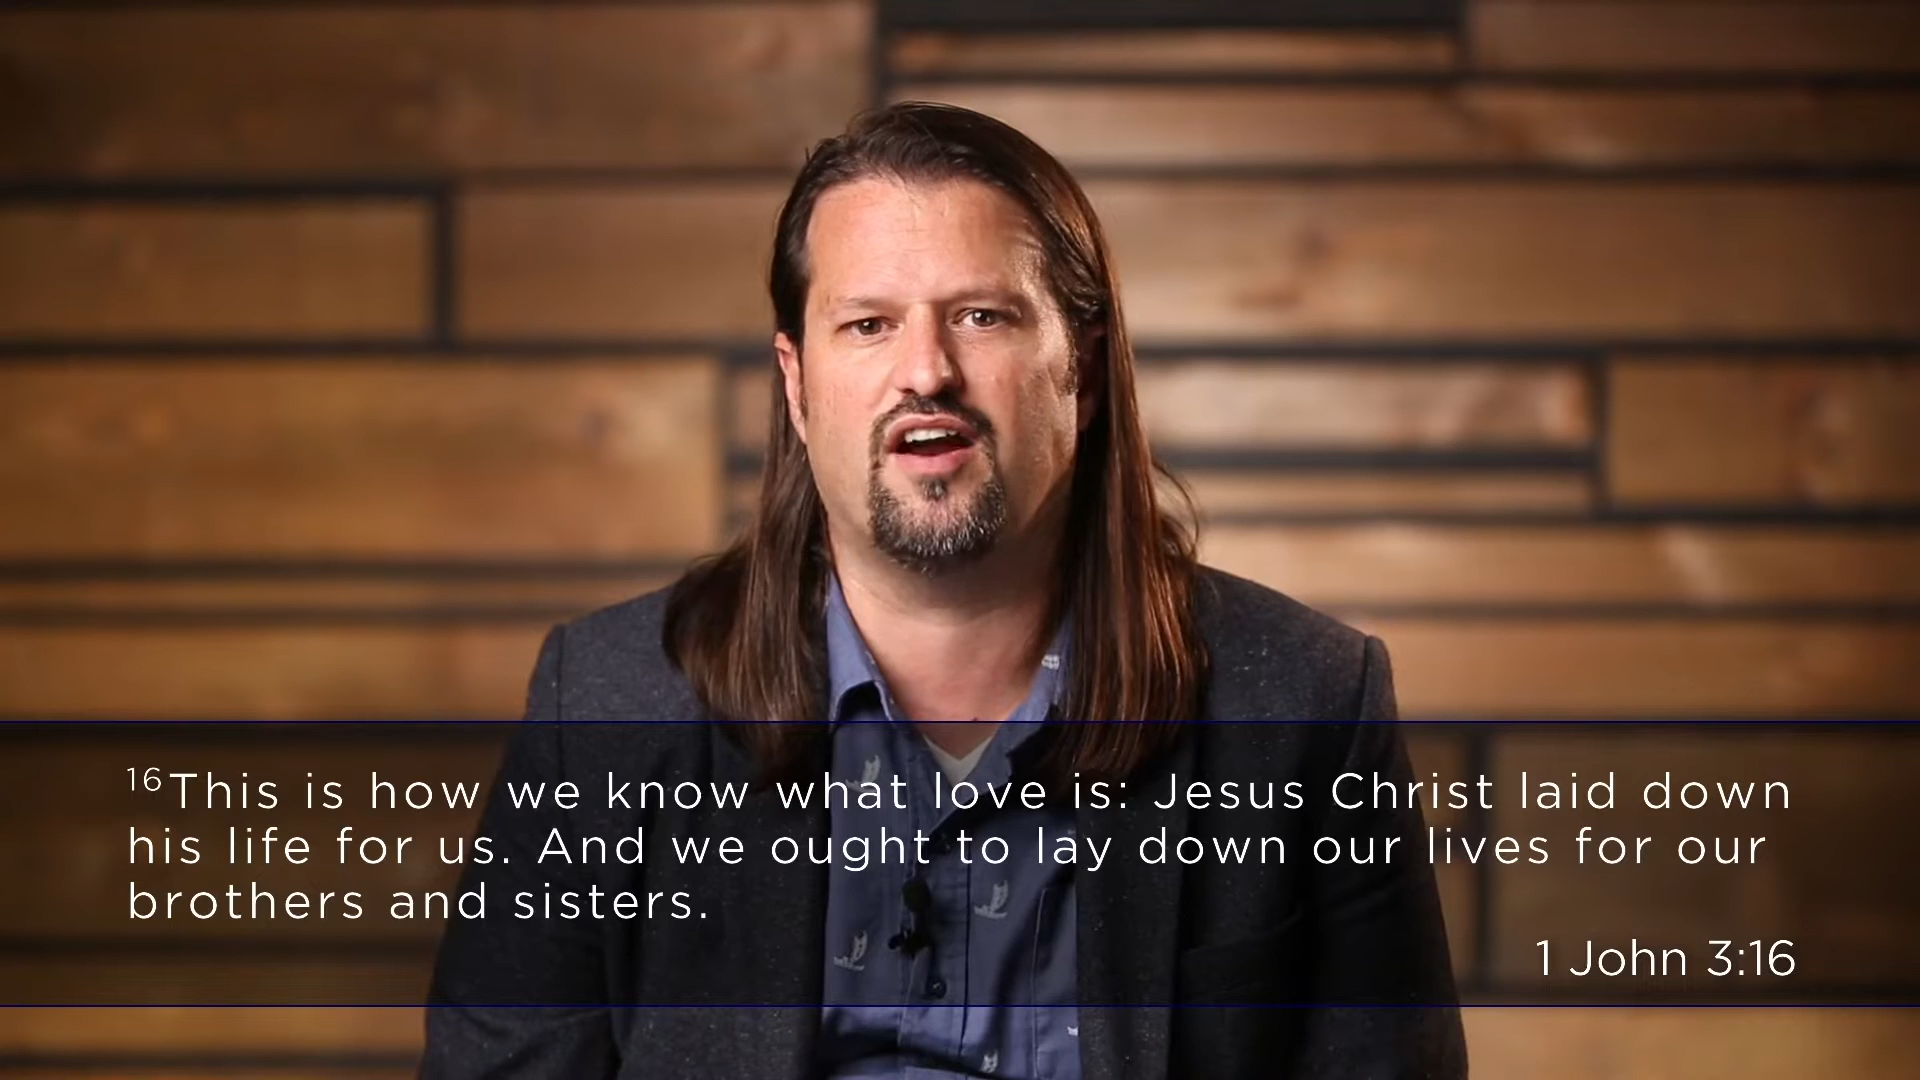 16This is how we know what love is: Jesus Christ laid down
his life for us. And we ought to lay down our lives for our
brothers and sisters.
1 John 3:16